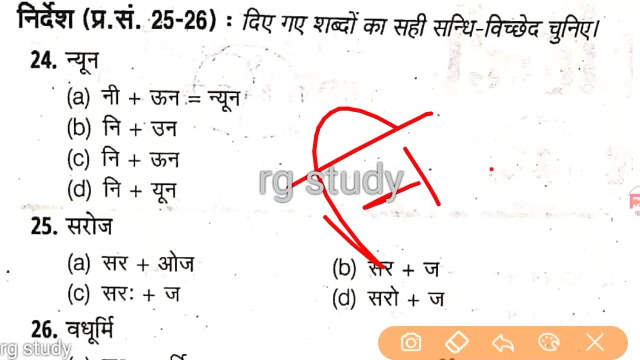 निर्देश (प्र.सं. 25-26) : दिए गए शब्दों का सही सन्धि-विच्छेद चुनिए।
24. न्यून
(a) नी + ऊन = न्यून
(b) नि + उन
(c) नि + ऊन
(d) नि + यून
rg study
25. सरोज
(a) सर + ओज (b) सर + ज
(c) सरः + ज (d) सरो + ज
26. वधूर्मि
rg study